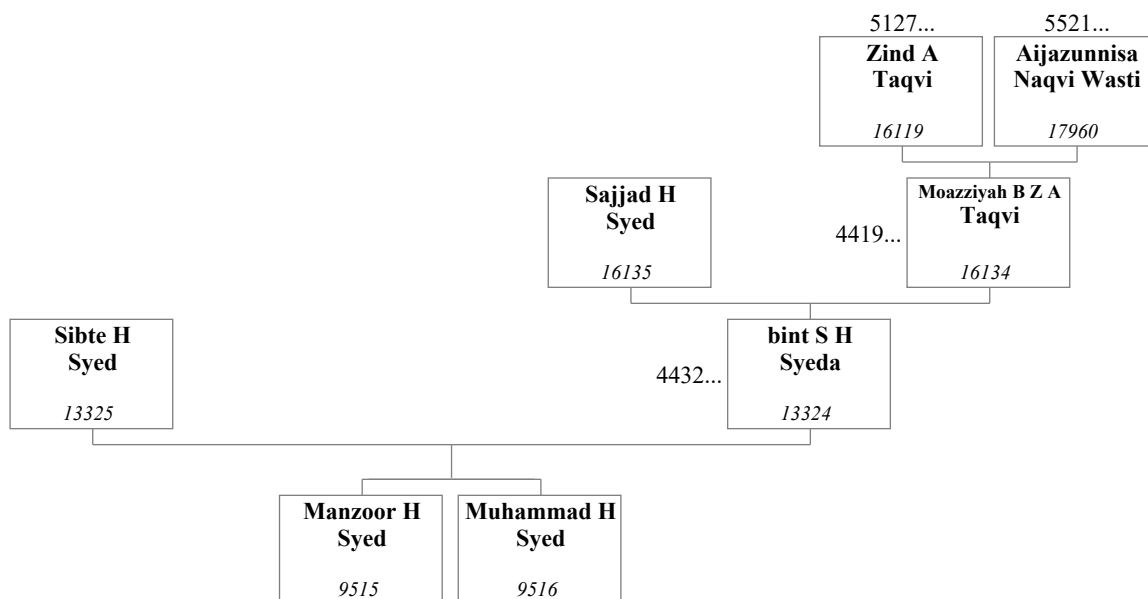 5127...
5521...
Zind A
Taqvi
16119
Aijazunnisa
Naqvi Wasti
17960
Sajjad H
Syed
16135
4419...
Moazziyah B Z A
Taqvi
16134
Sibte H
Syed
13325
4432...
bint S H
Syeda
13324
Manzoor H
Syed
9515
Muhammad H
Syed
9516